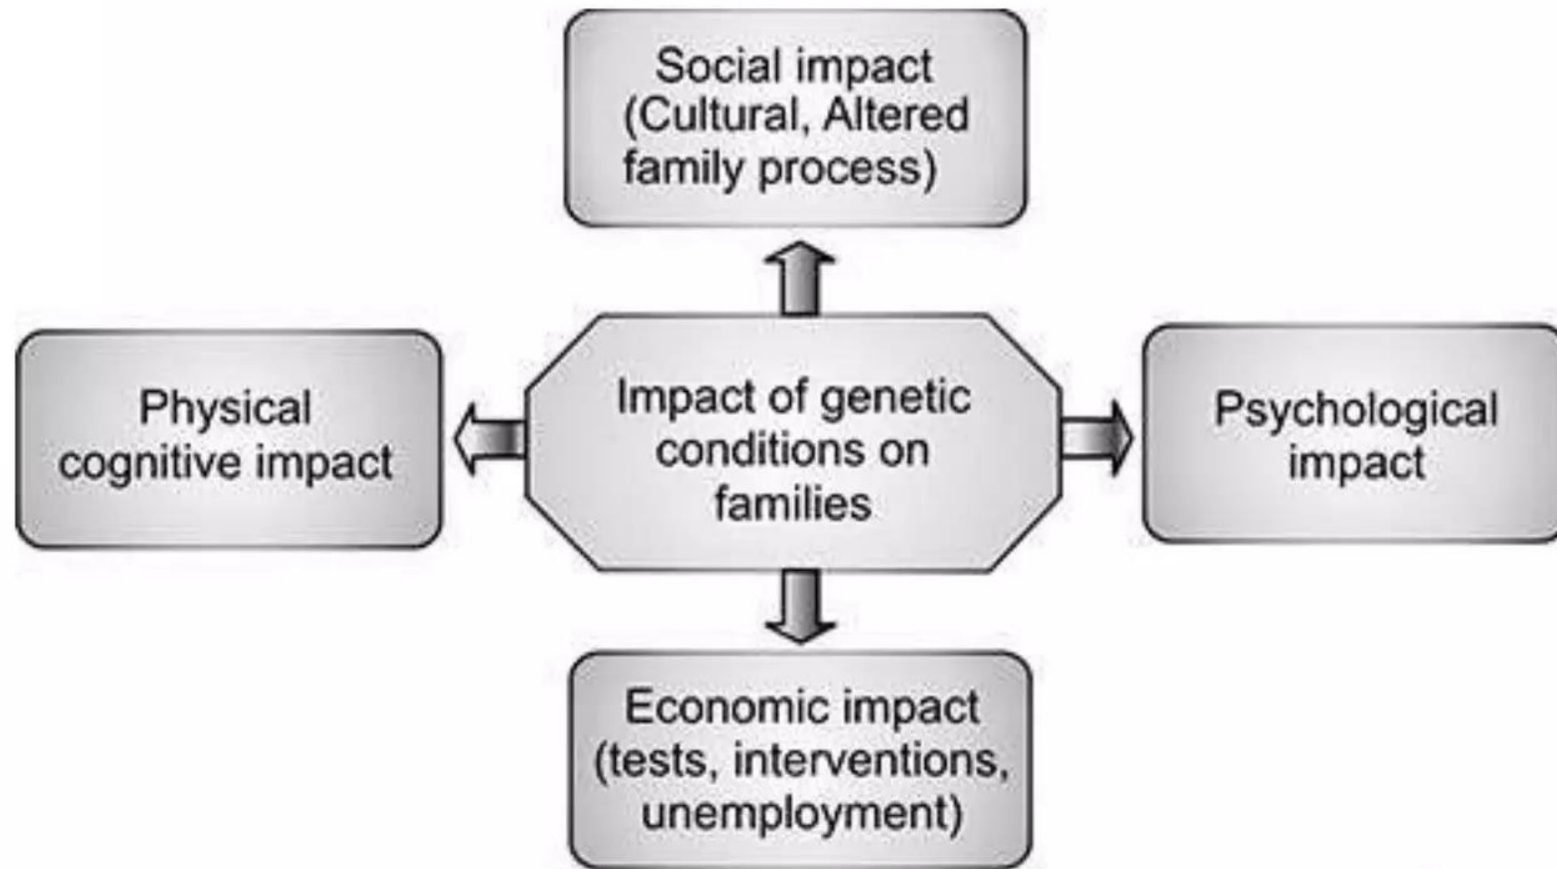 Social impact
(Cultural, Altered
family process)
Physical
cognitive impact
Impact of genetic
conditions on
families
Psychological
impact
Economic impact
(tests, interventions,
unemployment)